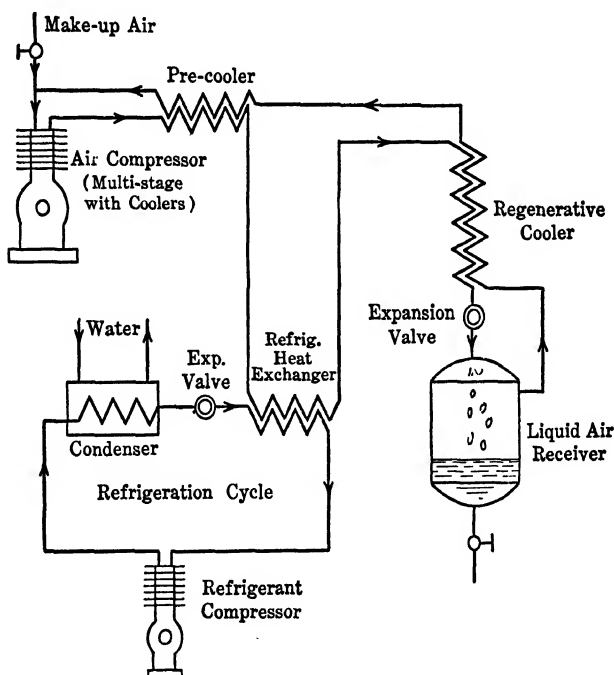 Make-up Air
Pre-cooler
Air Compressor
(Multi-stage
with Coolers)
Regenerative
Cooler
Expansion
Valve
Water
Exp.
Valve
Refrig.
Heat
Exchanger
Condenser
Liquid Air
Receiver
Refrigeration Cycle
Refrigerant
Compressor